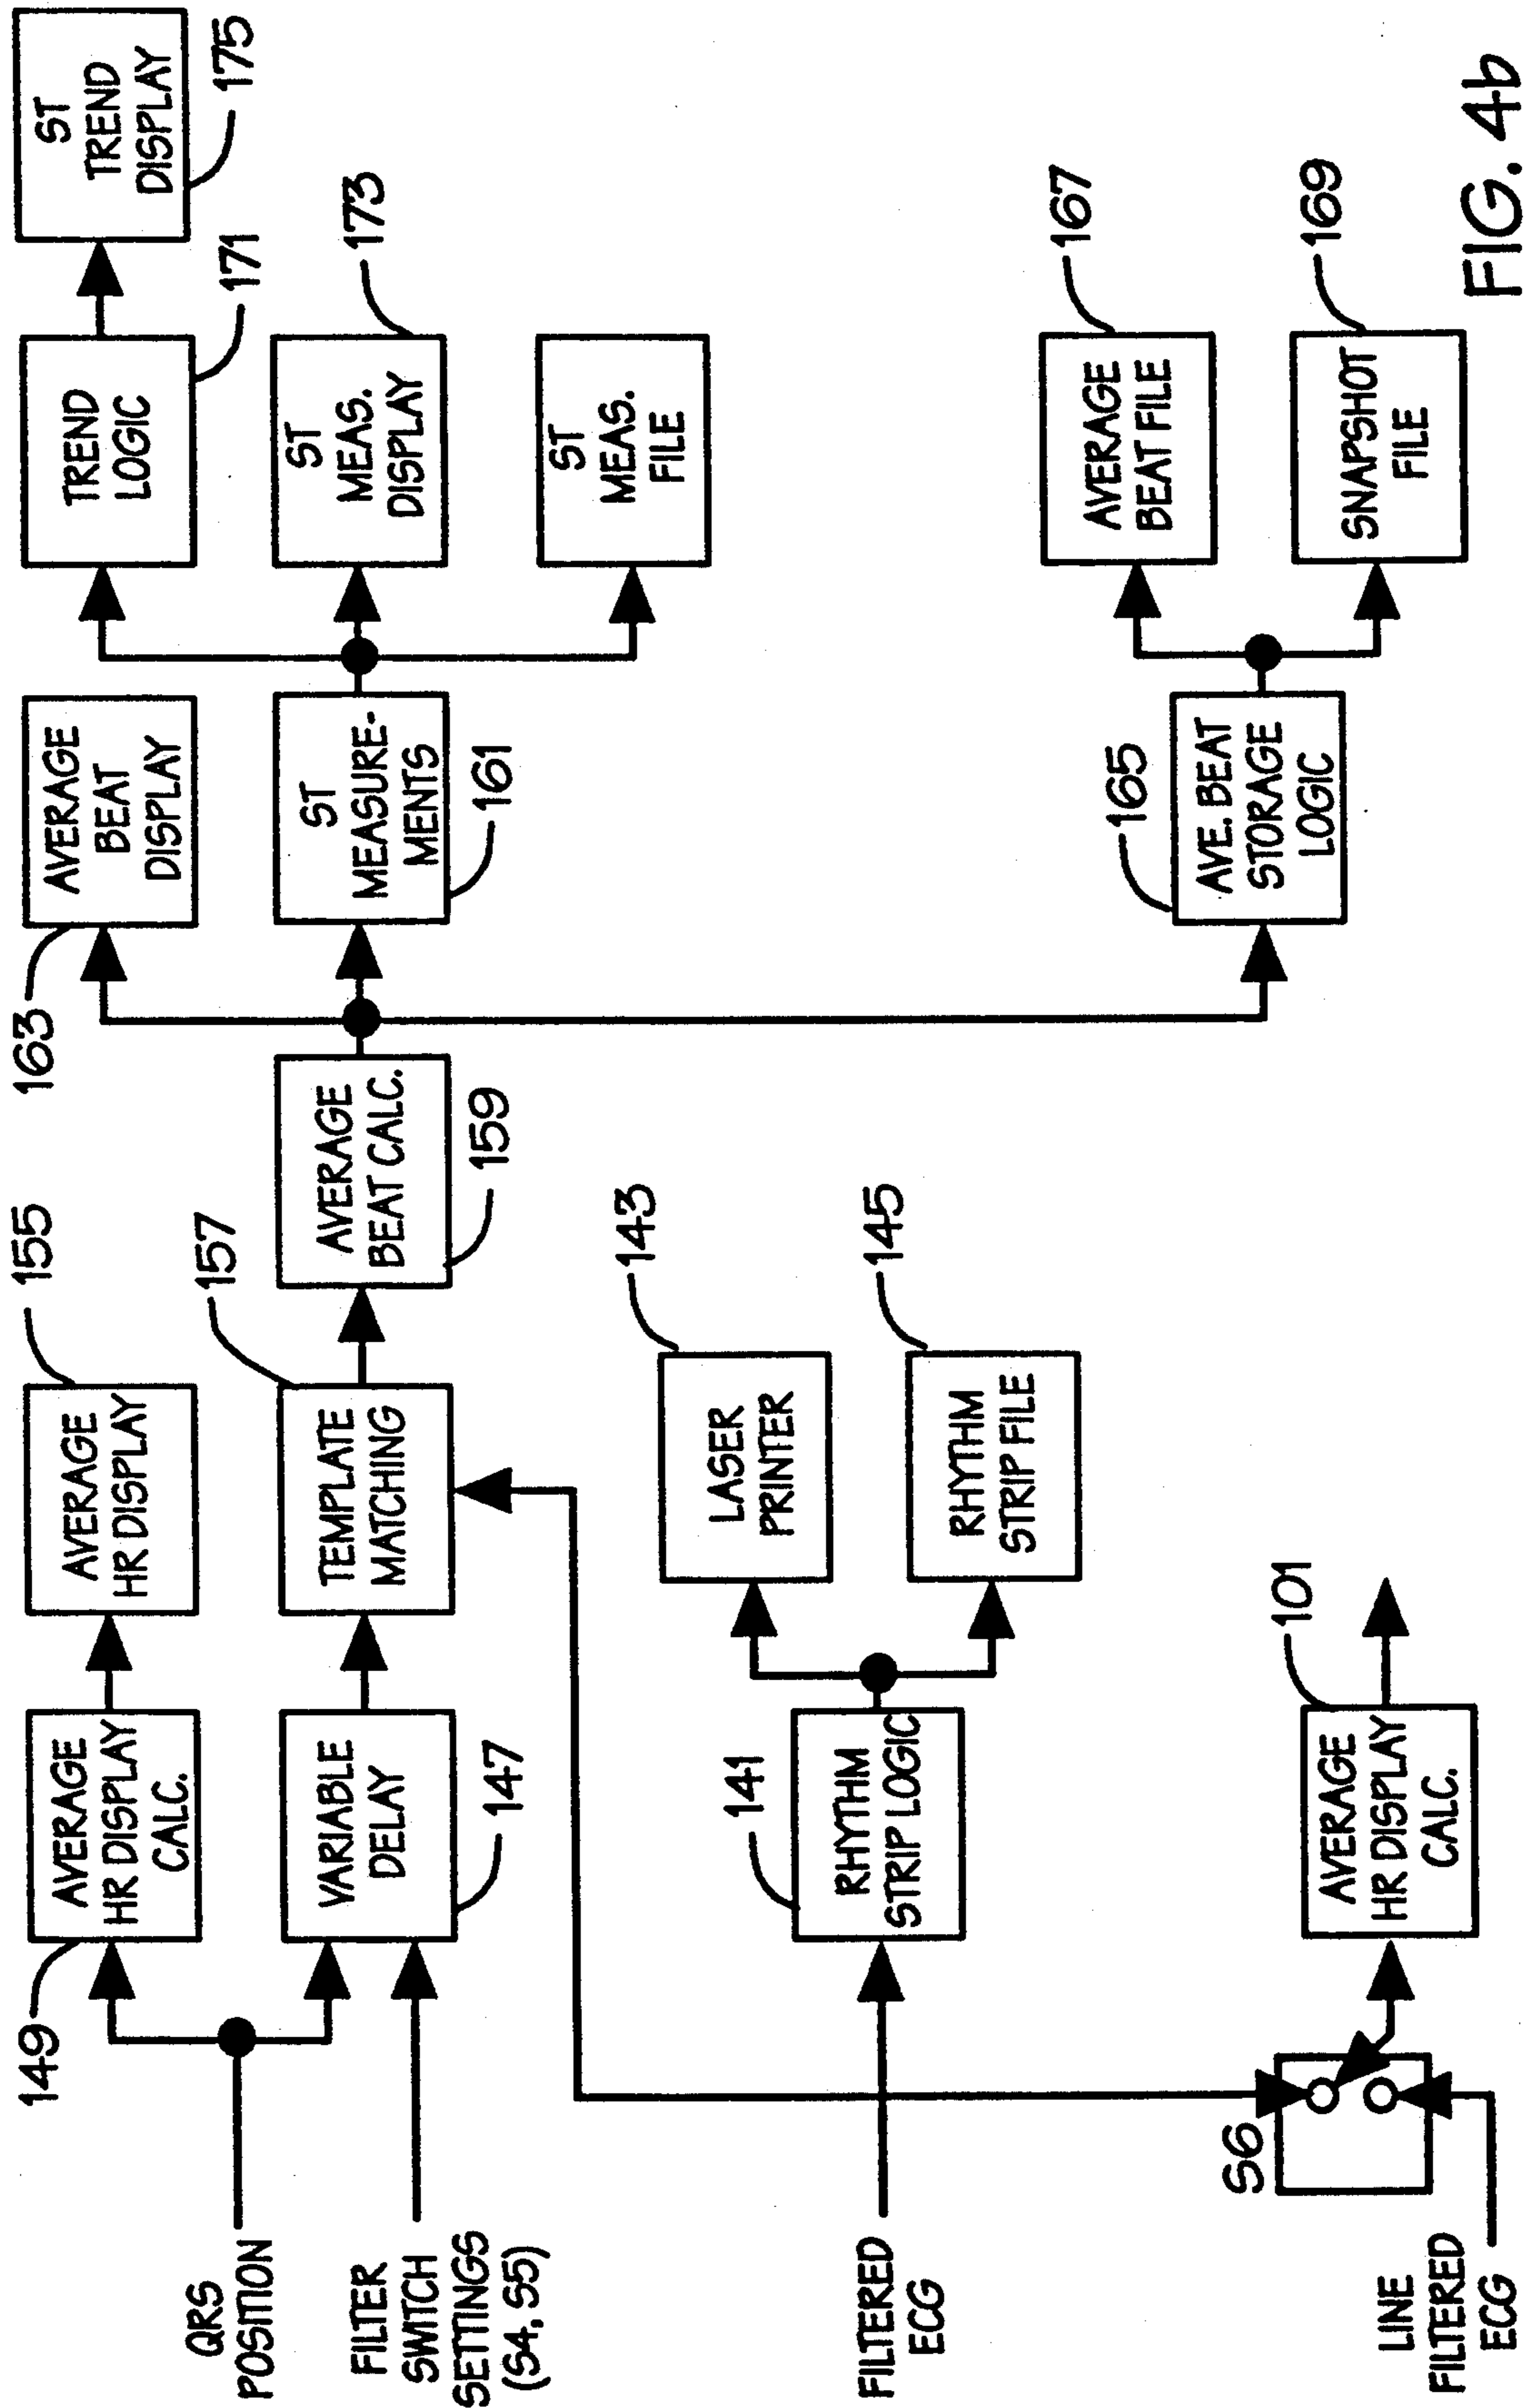 QRS
POSITION
149
AVERAGE
HR DISPLAY
CALC.
155
AVERAGE
HR DISPLAY
163
AVERAGE
BEAT
DISPLAY
TREND
LOGIC
171
ST
TREND
DISPLAY
175
FILTER
SWITCH
SETTINGS
(S4, S5)
VARIABLE
DELAY
147
157
TEMPLATE
MATCHING
AVERAGE
BEAT CALC.
159
ST
MEASURE-
MENTS
161
ST
MEAS.
DISPLAY
173
ST
MEAS.
FILE
FILTERED
ECG
141
RHYTHM
STRIP LOGIC
143
LASER
PRINTER
145
RHYTHM
STRIP FILE
165
AVE. BEAT
STORAGE
LOGIC
AVERAGE
BEAT FILE
167
SNAPSHOT
FILE
169
LINE
FILTERED
ECG
S6
AVERAGE
HR DISPLAY
CALC.
101
FIG. 4b